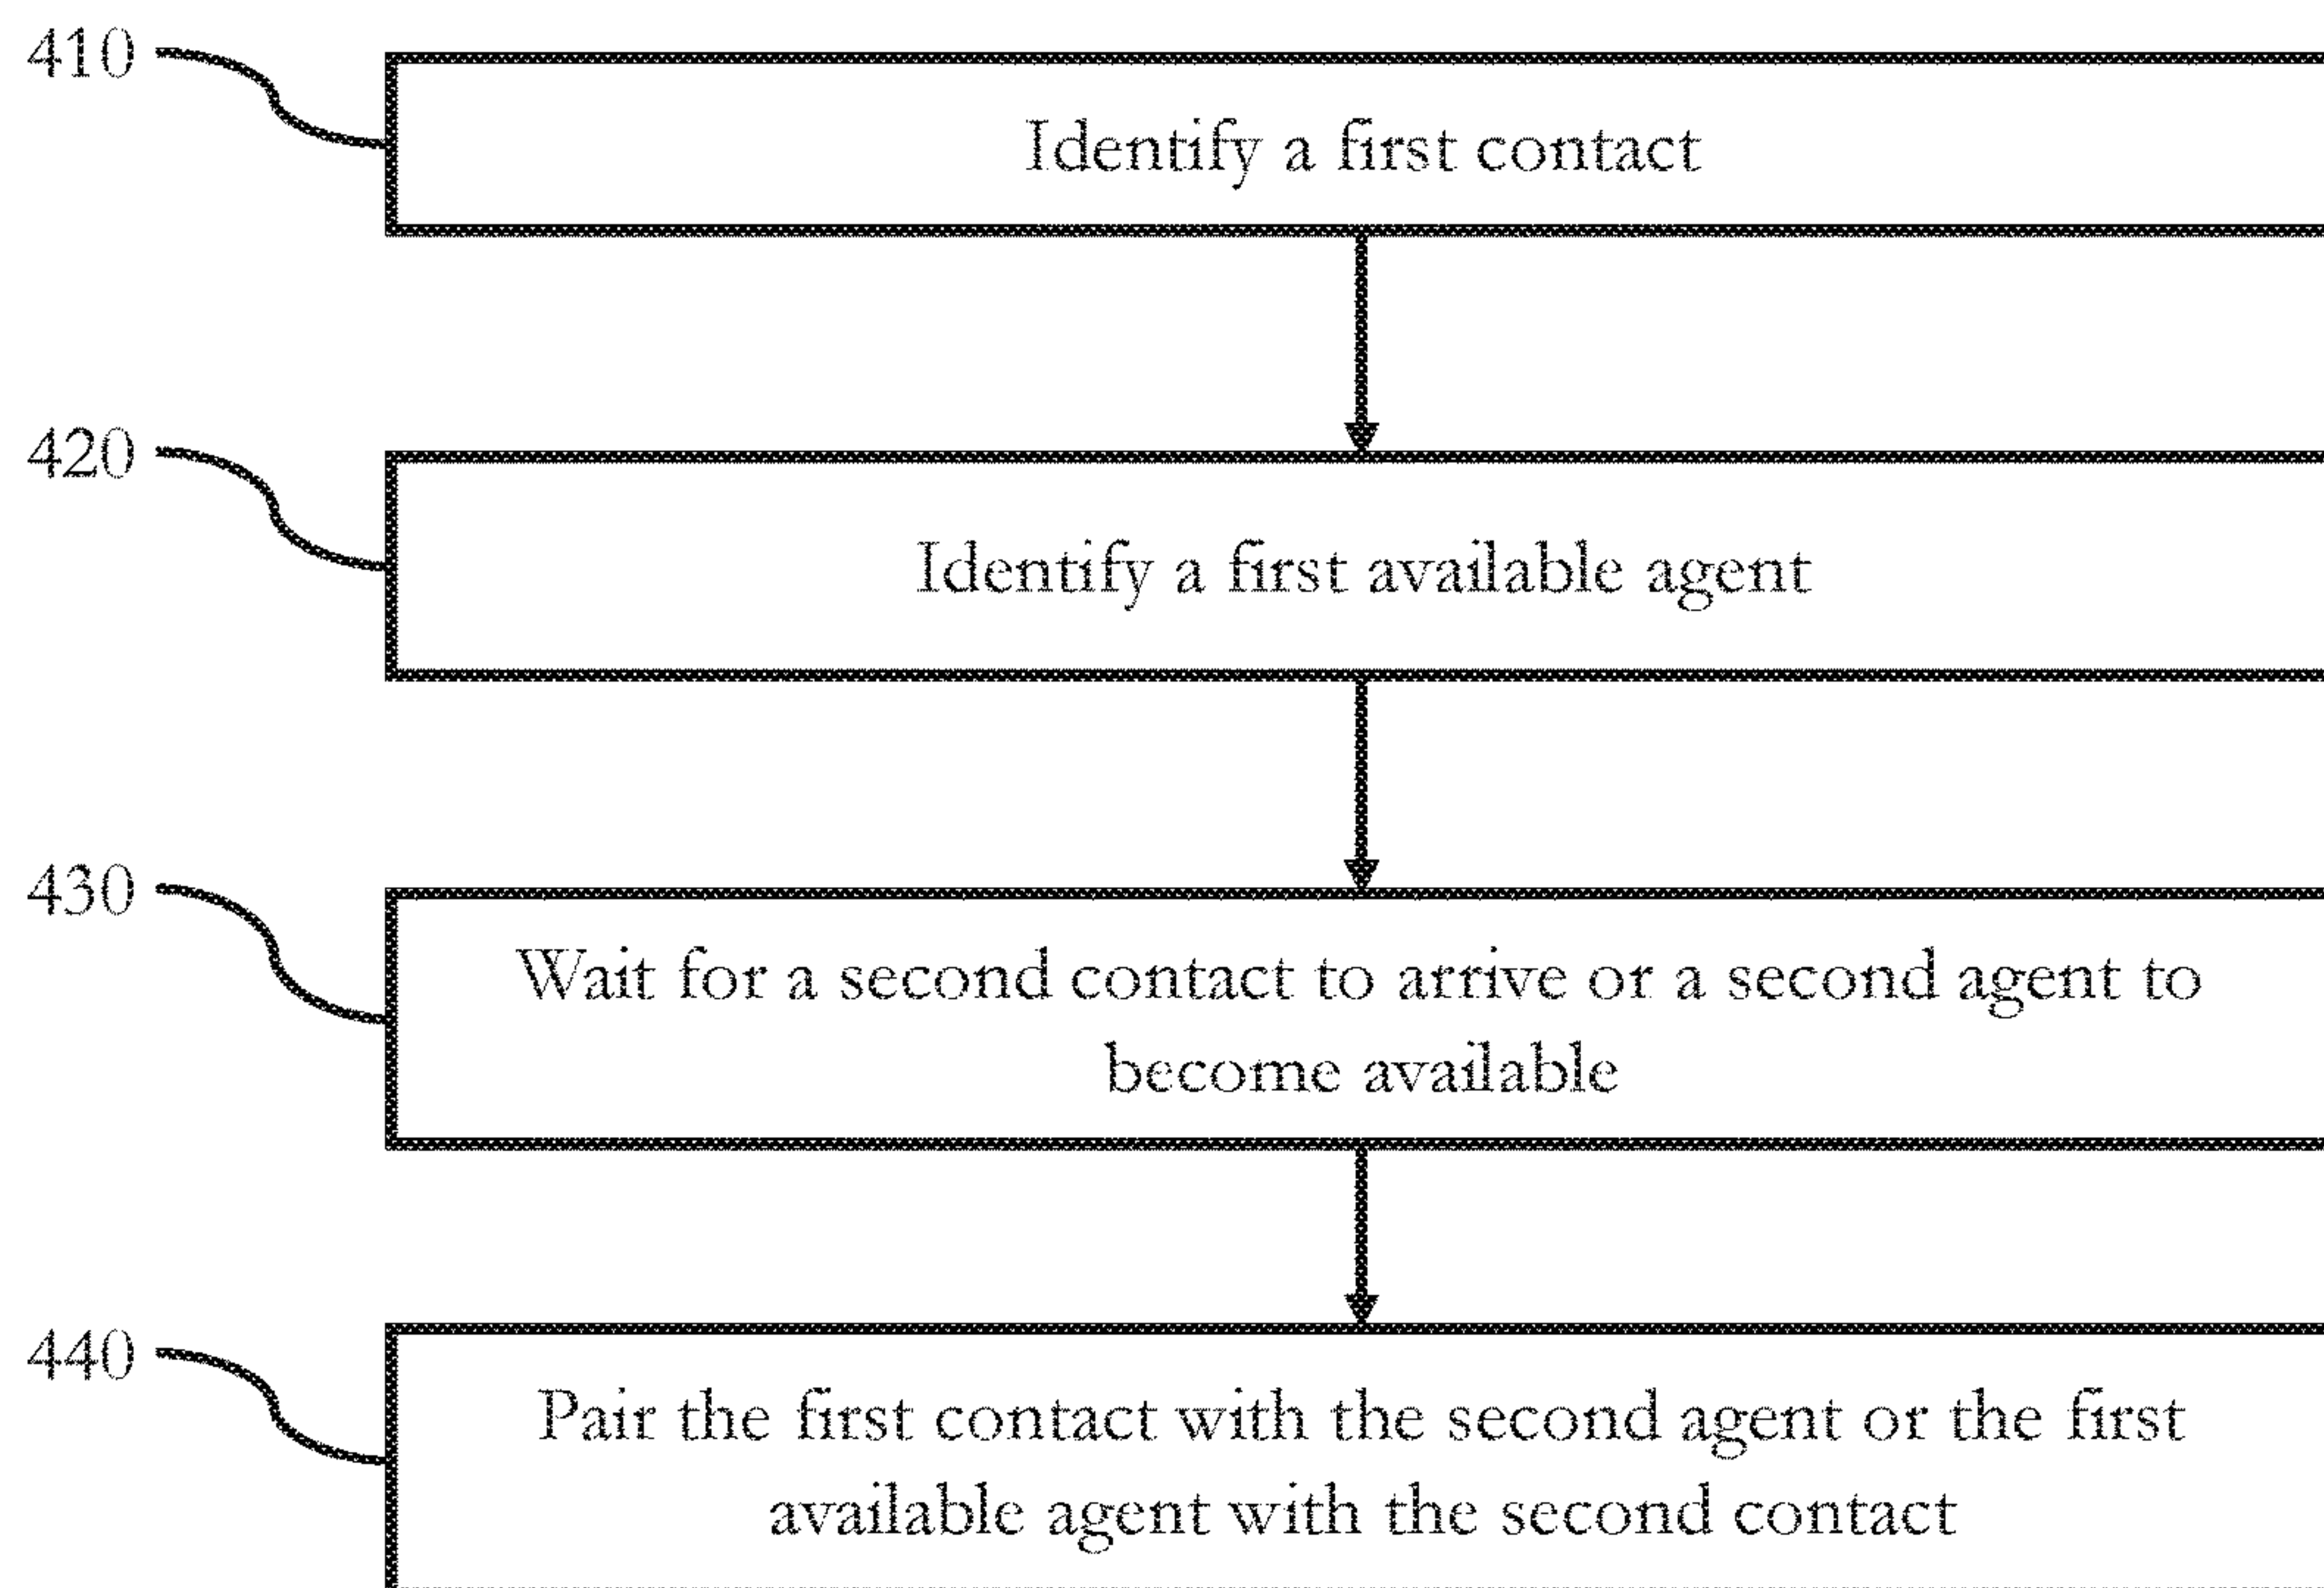 410
Identify a first contact
420
Identify a first available agent
430
Wait for a second contact to arrive or a second agent to
become available
440
Pair the first contact with the second agent or the first
available agent with the second contact